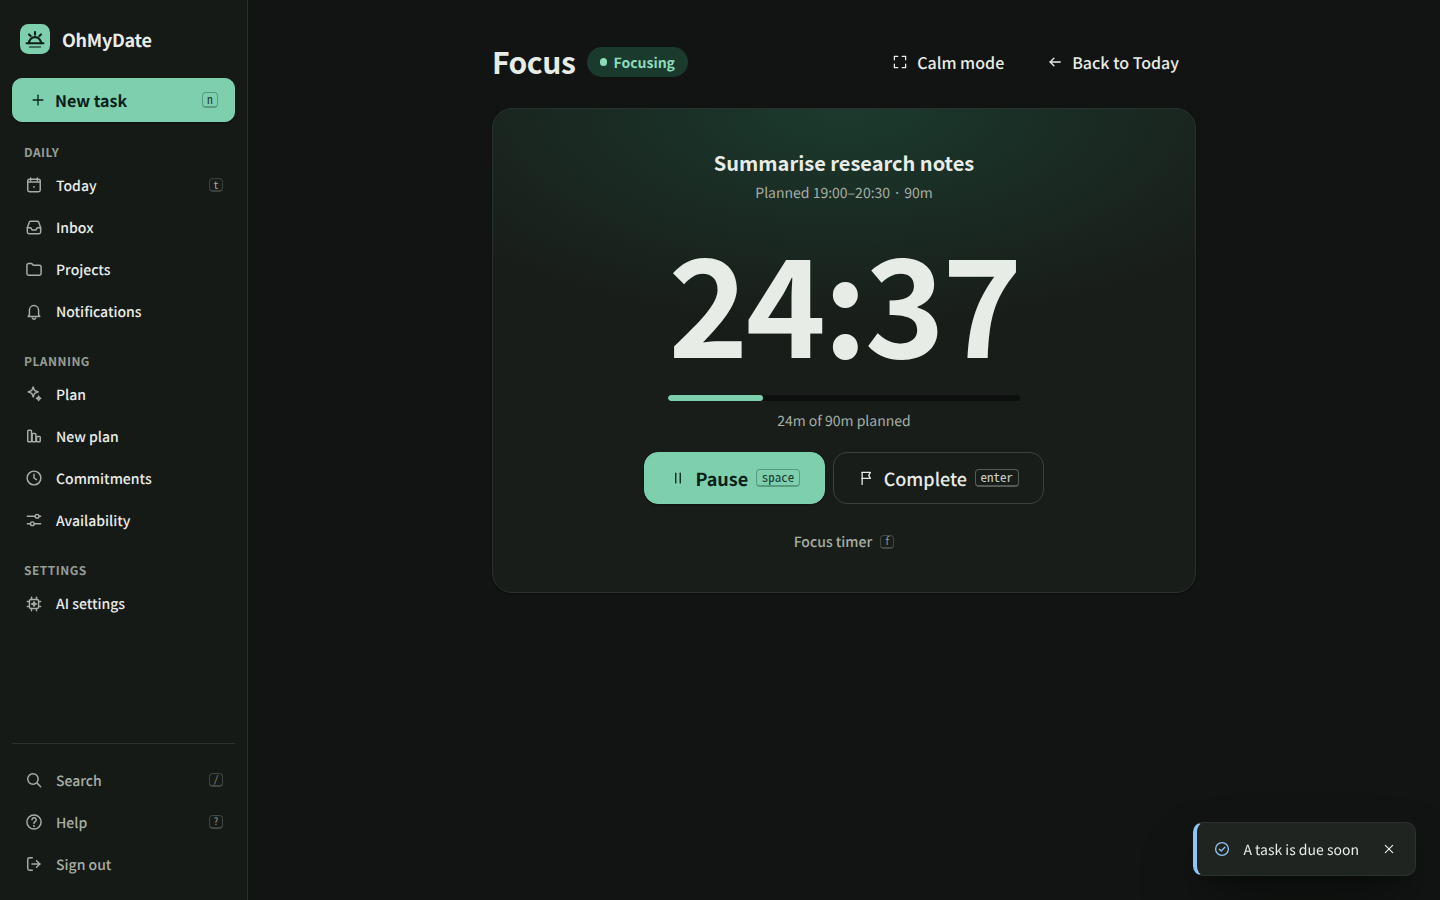 OhMyDate
New task n
DAILY
Today t
Inbox
Projects
Notifications
PLANNING
Plan
New plan
Commitments
Availability
SETTINGS
AI settings
Search /
Help ?
Sign out
Focus Focusing Calm mode Back to Today
Summarise research notes
Planned 19:00–20:30 · 90m
24:37
24m of 90m planned
Pause space Complete enter
Focus timer f
A task is due soon